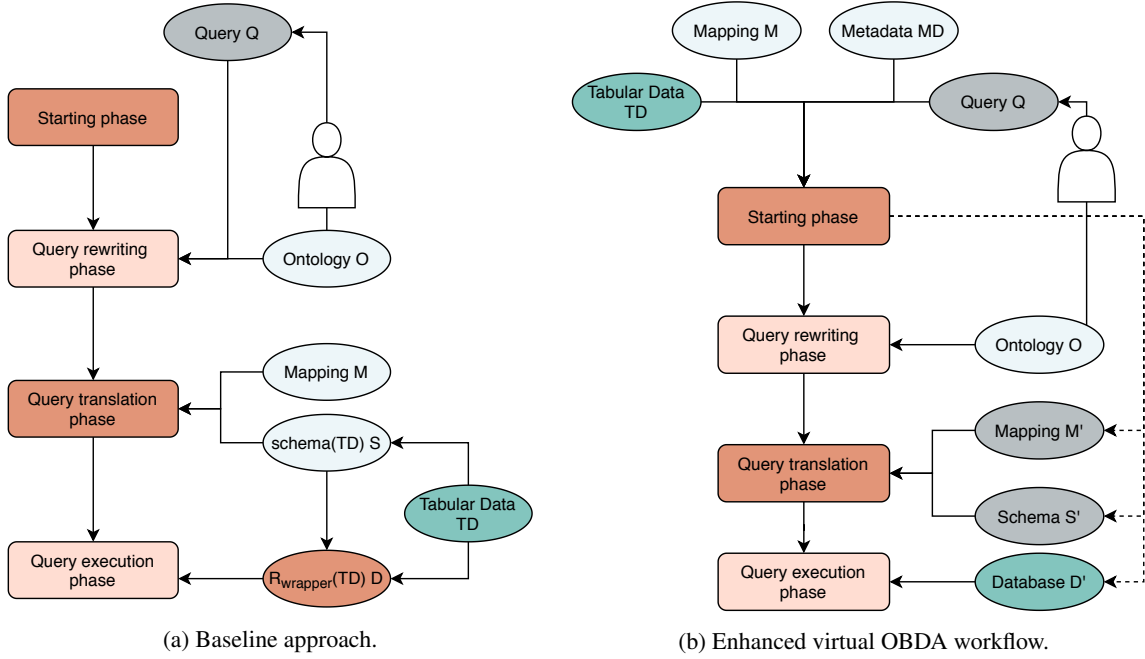 Query Q
Starting phase
Query rewriting
phase
Ontology O
Mapping M
Query translation
phase
schema(TD) S
Tabular Data
TD
Query execution
phase
Rwrapper(TD) D
(a) Baseline approach.
Mapping M
Metadata MD
Tabular Data
TD
Query Q
Starting phase
Query rewriting
phase
Ontology O
Mapping M'
Query translation
phase
Schema S'
Query execution
phase
Database D'
(b) Enhanced virtual OBDA workflow.